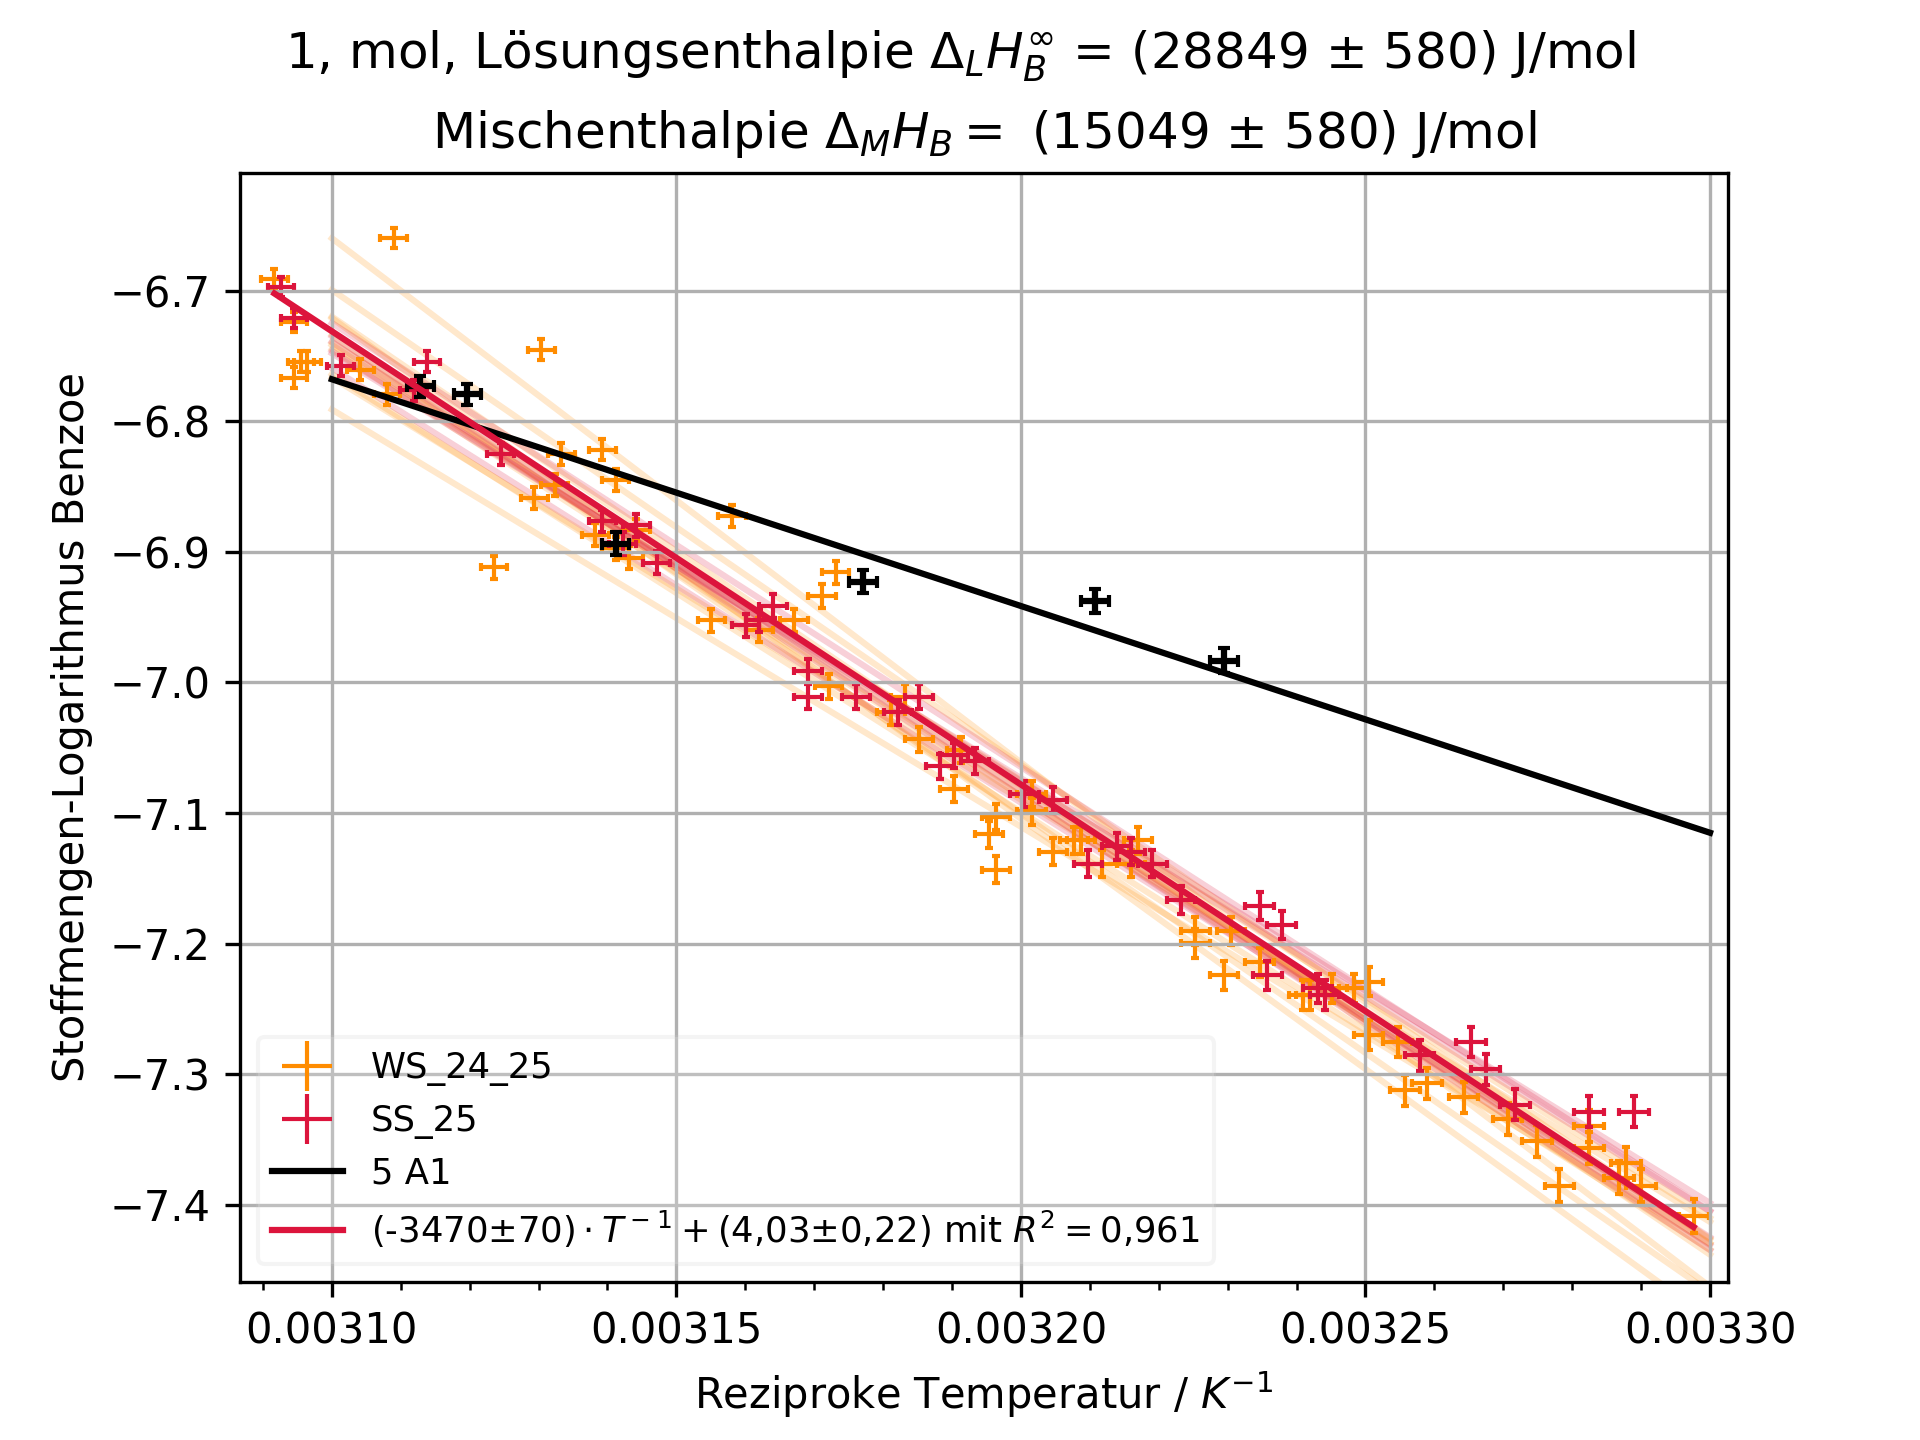 1, mol, Lösungsenthalpie Δ_L H_B^∞ = (28849 ± 580) J/mol
Mischenthalpie Δ_M H_B = (15049 ± 580) J/mol
Stoffmengen-Logarithmus Benzoe
−6.7
−6.8
−6.9
−7.0
−7.1
−7.2
−7.3
−7.4
WS_24_25
SS_25
5 A1
(-3470±70) · T⁻¹ + (4,03±0,22) mit R² = 0,961
0.00310 0.00315 0.00320 0.00325 0.00330
Reziproke Temperatur / K⁻¹